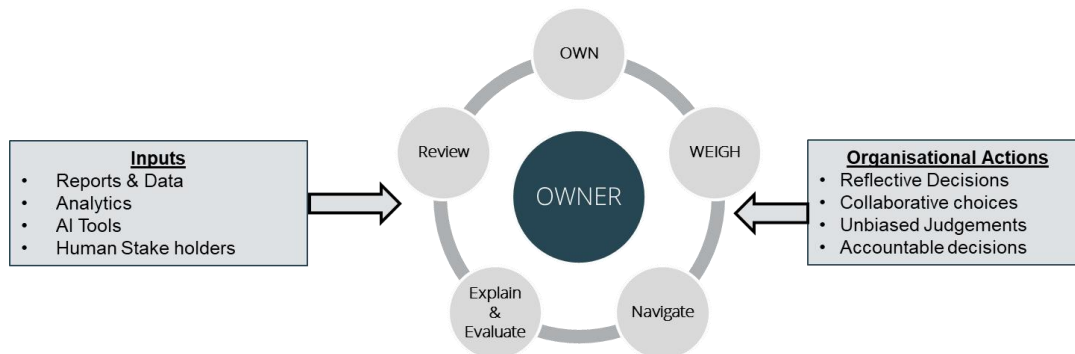 Inputs
• Reports & Data
• Analytics
• AI Tools
• Human Stake holders
OWN
Review
WEIGH
OWNER
Explain
&
Evaluate
Navigate
Organisational Actions
• Reflective Decisions
• Collaborative choices
• Unbiased Judgements
• Accountable decisions